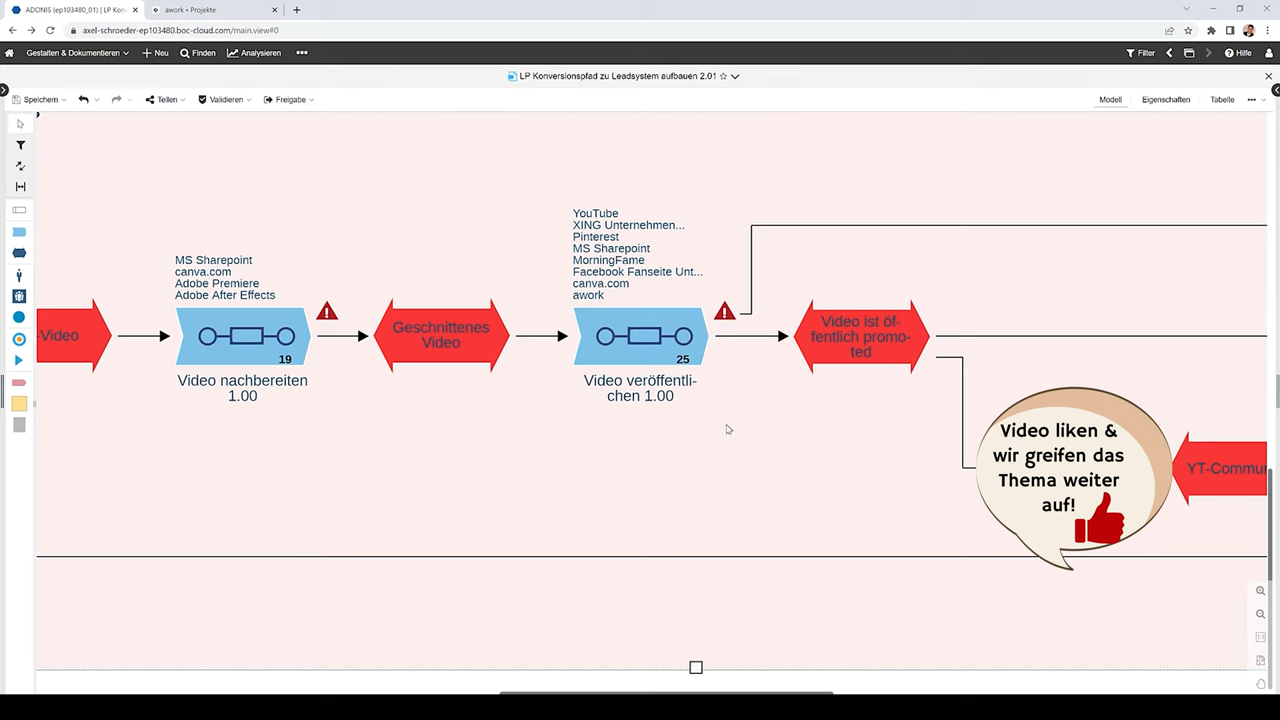 ADONIS (ep103480_01) | LP Kon
awork • Projekte
axel-schroeder-ep103480.boc-cloud.com/main.view#0
Gestalten & Dokumentieren
Neu
Finden
Analysieren
Filter
Hilfe
LP Konversionspfad zu Leadsystem aufbauen 2.01
Speichern
Teilen
Validieren
Freigabe
Modell
Eigenschaften
Tabelle
YouTube
XING Unternehmen...
Pinterest
MS Sharepoint
MorningFame
Facebook Fanseite Unt...
canva.com
awork
MS Sharepoint
canva.com
Adobe Premiere
Adobe After Effects
-Video
19
Video nachbereiten
1.00
Geschnittenes
Video
25
Video veröffentli-
chen 1.00
Video ist öf-
fentlich promo-
ted
Video liken &
wir greifen das
Thema weiter
auf!
YT-Commu
1:1